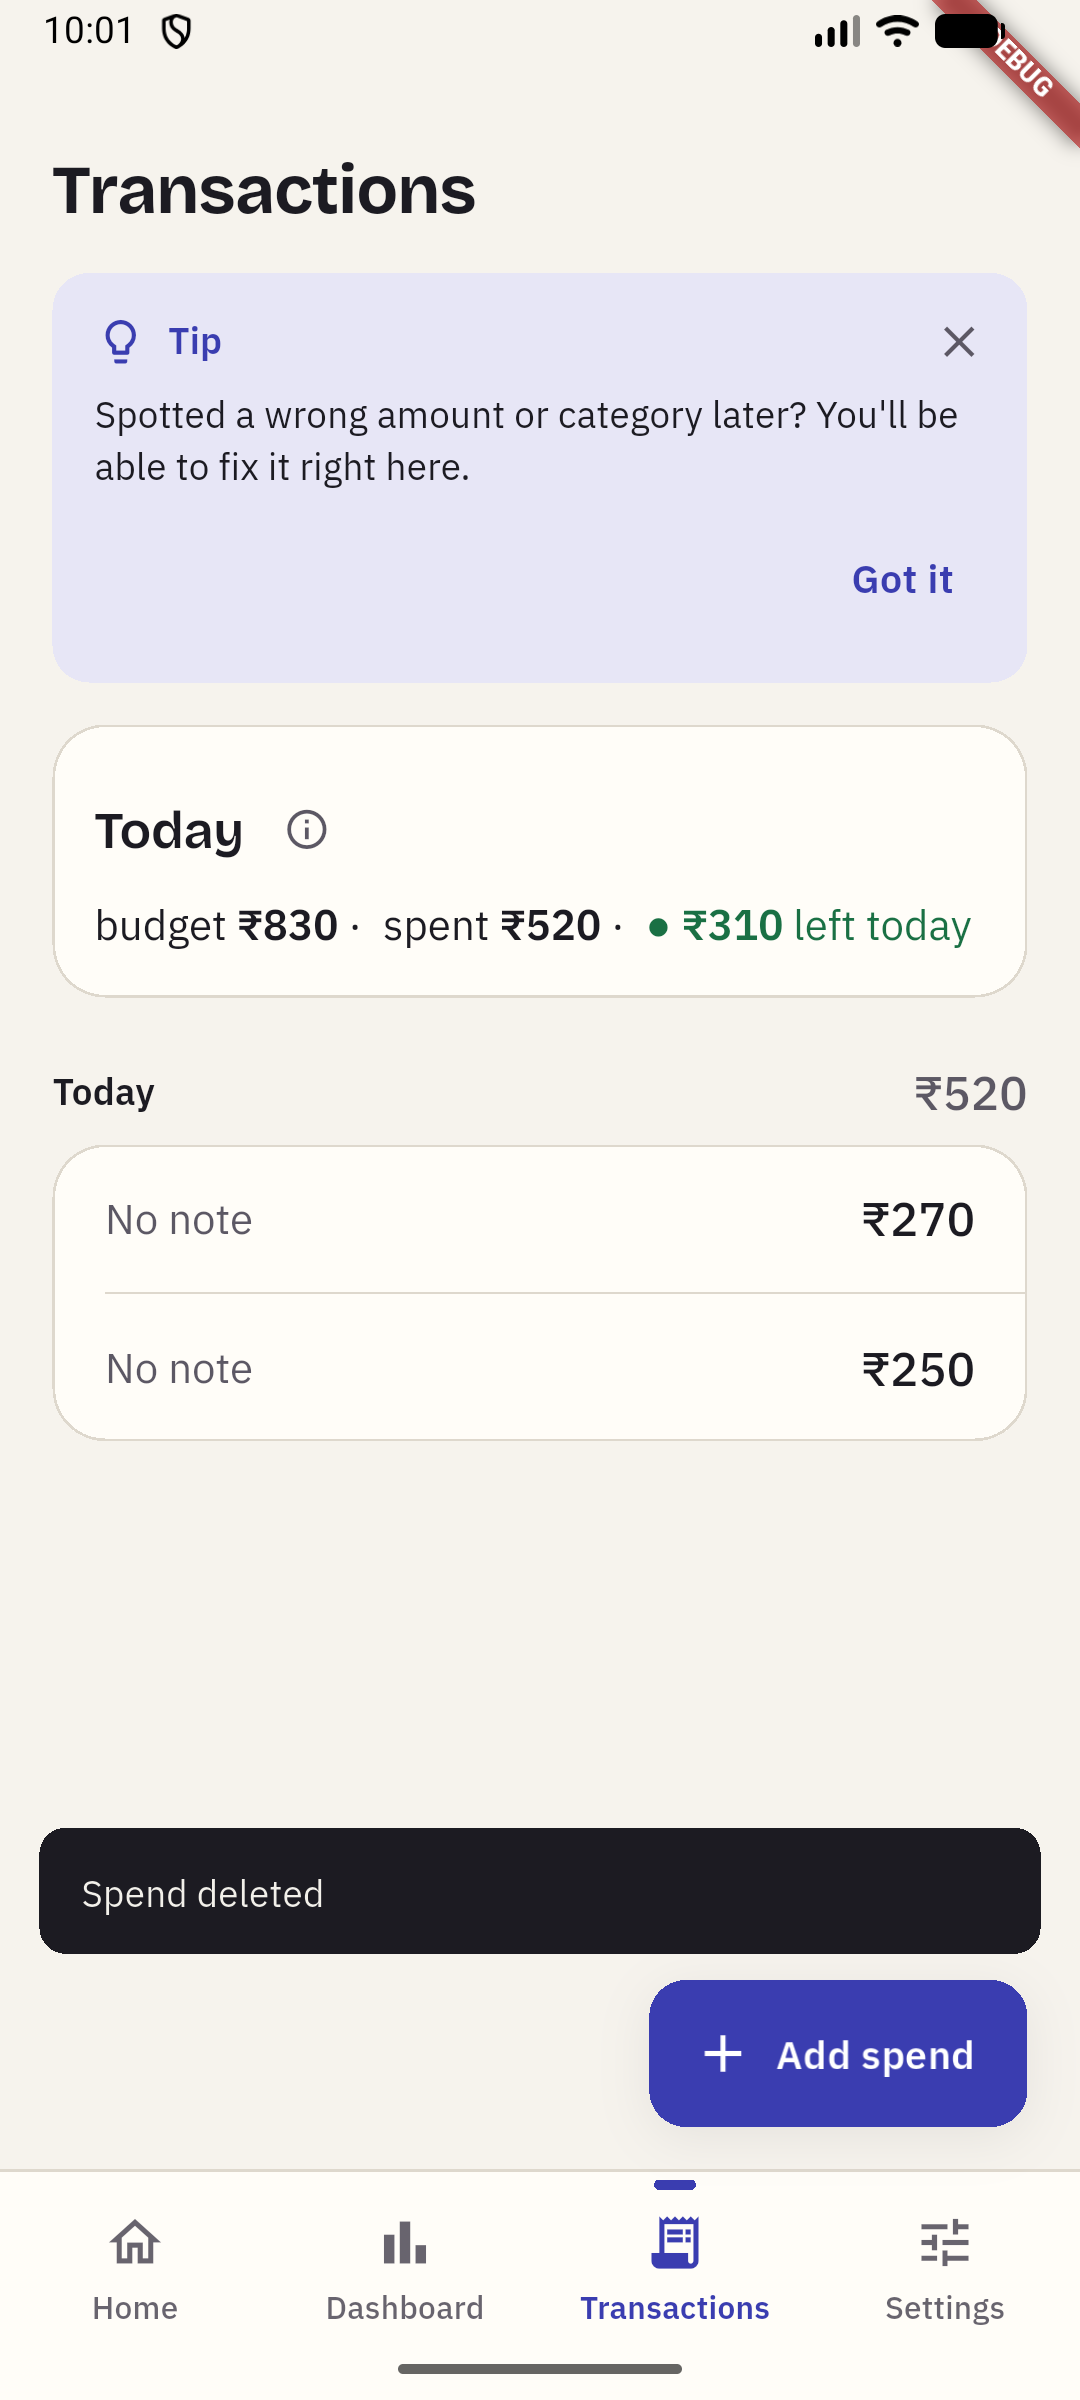 10:01
EBUG
Transactions
Tip
Spotted a wrong amount or category later? You'll be
able to fix it right here.
Got it
Today
budget ₹830 · spent ₹520 · ● ₹310 left today
Today ₹520
No note ₹270
No note ₹250
Spend deleted
+ Add spend
Home Dashboard Transactions Settings